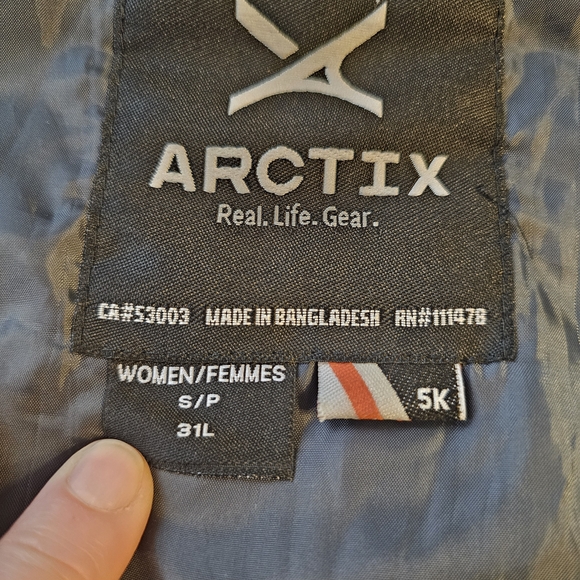 ARCTIX
Real. Life. Gear.
CA#53003 MADE IN BANGLADESH RN#111478
WOMEN/FEMMES
S/P
31L
5K